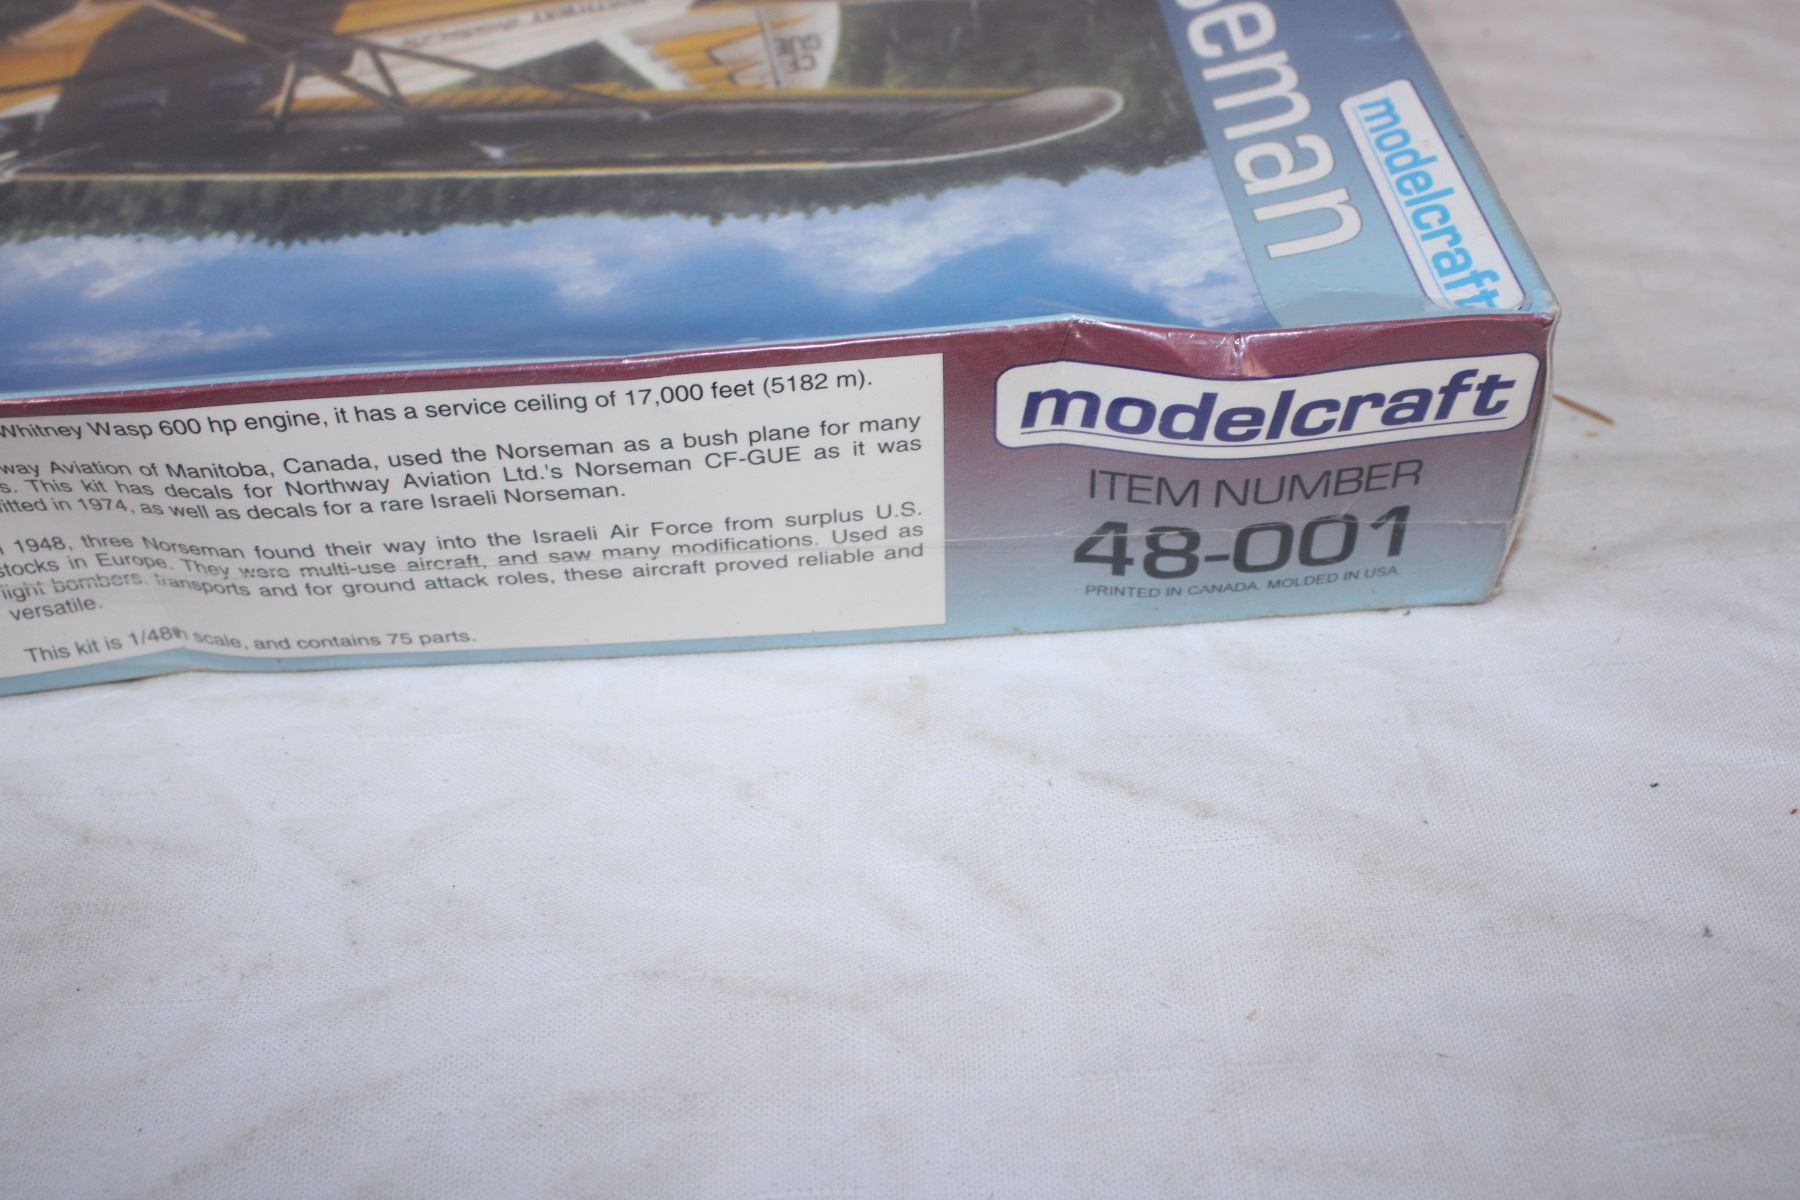 NORTHWAY
CF
GUE
seman
modelcraft
Whitney Wasp 600 hp engine, it has a service ceiling of 17,000 feet (5182 m).
way Aviation of Manitoba, Canada, used the Norseman as a bush plane for many
s. This kit has decals for Northway Aviation Ltd.'s Norseman CF-GUE as it was
itted in 1974, as well as decals for a rare Israeli Norseman.
1948, three Norseman found their way into the Israeli Air Force from surplus U.S.
stocks in Europe. They were multi-use aircraft, and saw many modifications. Used as
light bombers, transports and for ground attack roles, these aircraft proved reliable and
versatile.
This kit is 1/48th scale, and contains 75 parts.
modelcraft
ITEM NUMBER
48-001
PRINTED IN CANADA. MOLDED IN USA.